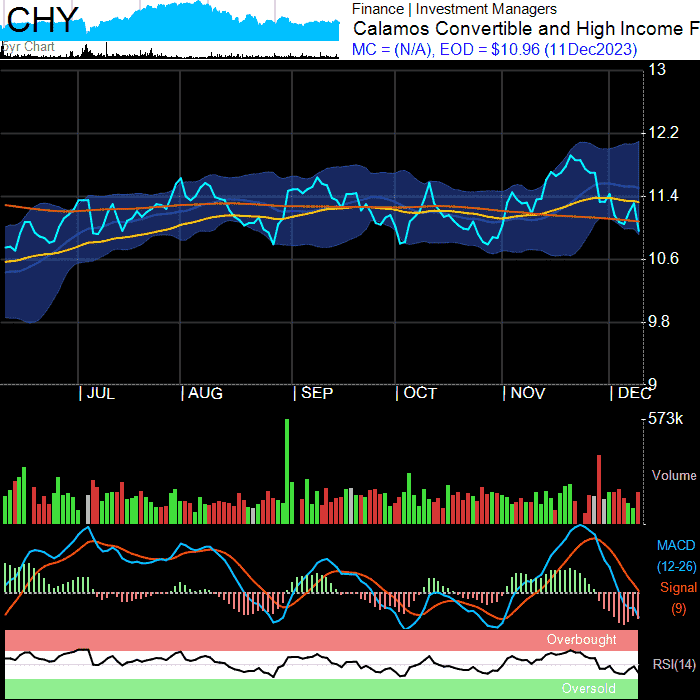 CHY
5yr Chart
Finance | Investment Managers
Calamos Convertible and High Income F
MC = (N/A), EOD = $10.96 (11Dec2023)
13
12.2
11.4
10.6
9.8
9
JUL
AUG
SEP
OCT
NOV
DEC
573k
Volume
MACD
(12-26)
Signal
(9)
Overbought
RSI(14)
Oversold